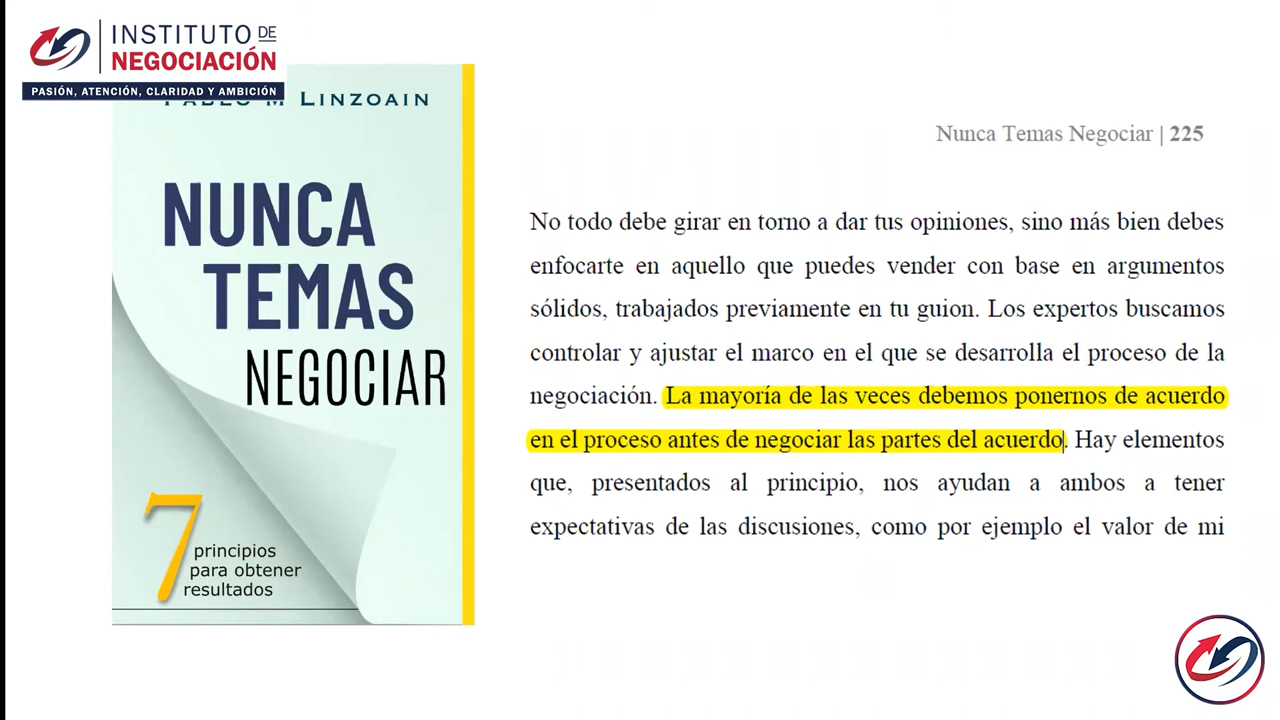 INSTITUTO DE
NEGOCIACIÓN
PASIÓN, ATENCIÓN, CLARIDAD Y AMBICIÓN
PABLO M LINZOAIN
NUNCA
TEMAS
NEGOCIAR
7
principios
para obtener
resultados
Nunca Temas Negociar | 225
No todo debe girar en torno a dar tus opiniones, sino más bien debes
enfocarte en aquello que puedes vender con base en argumentos
sólidos, trabajados previamente en tu guion. Los expertos buscamos
controlar y ajustar el marco en el que se desarrolla el proceso de la
negociación. La mayoría de las veces debemos ponernos de acuerdo
en el proceso antes de negociar las partes del acuerdo. Hay elementos
que, presentados al principio, nos ayudan a ambos a tener
expectativas de las discusiones, como por ejemplo el valor de mi